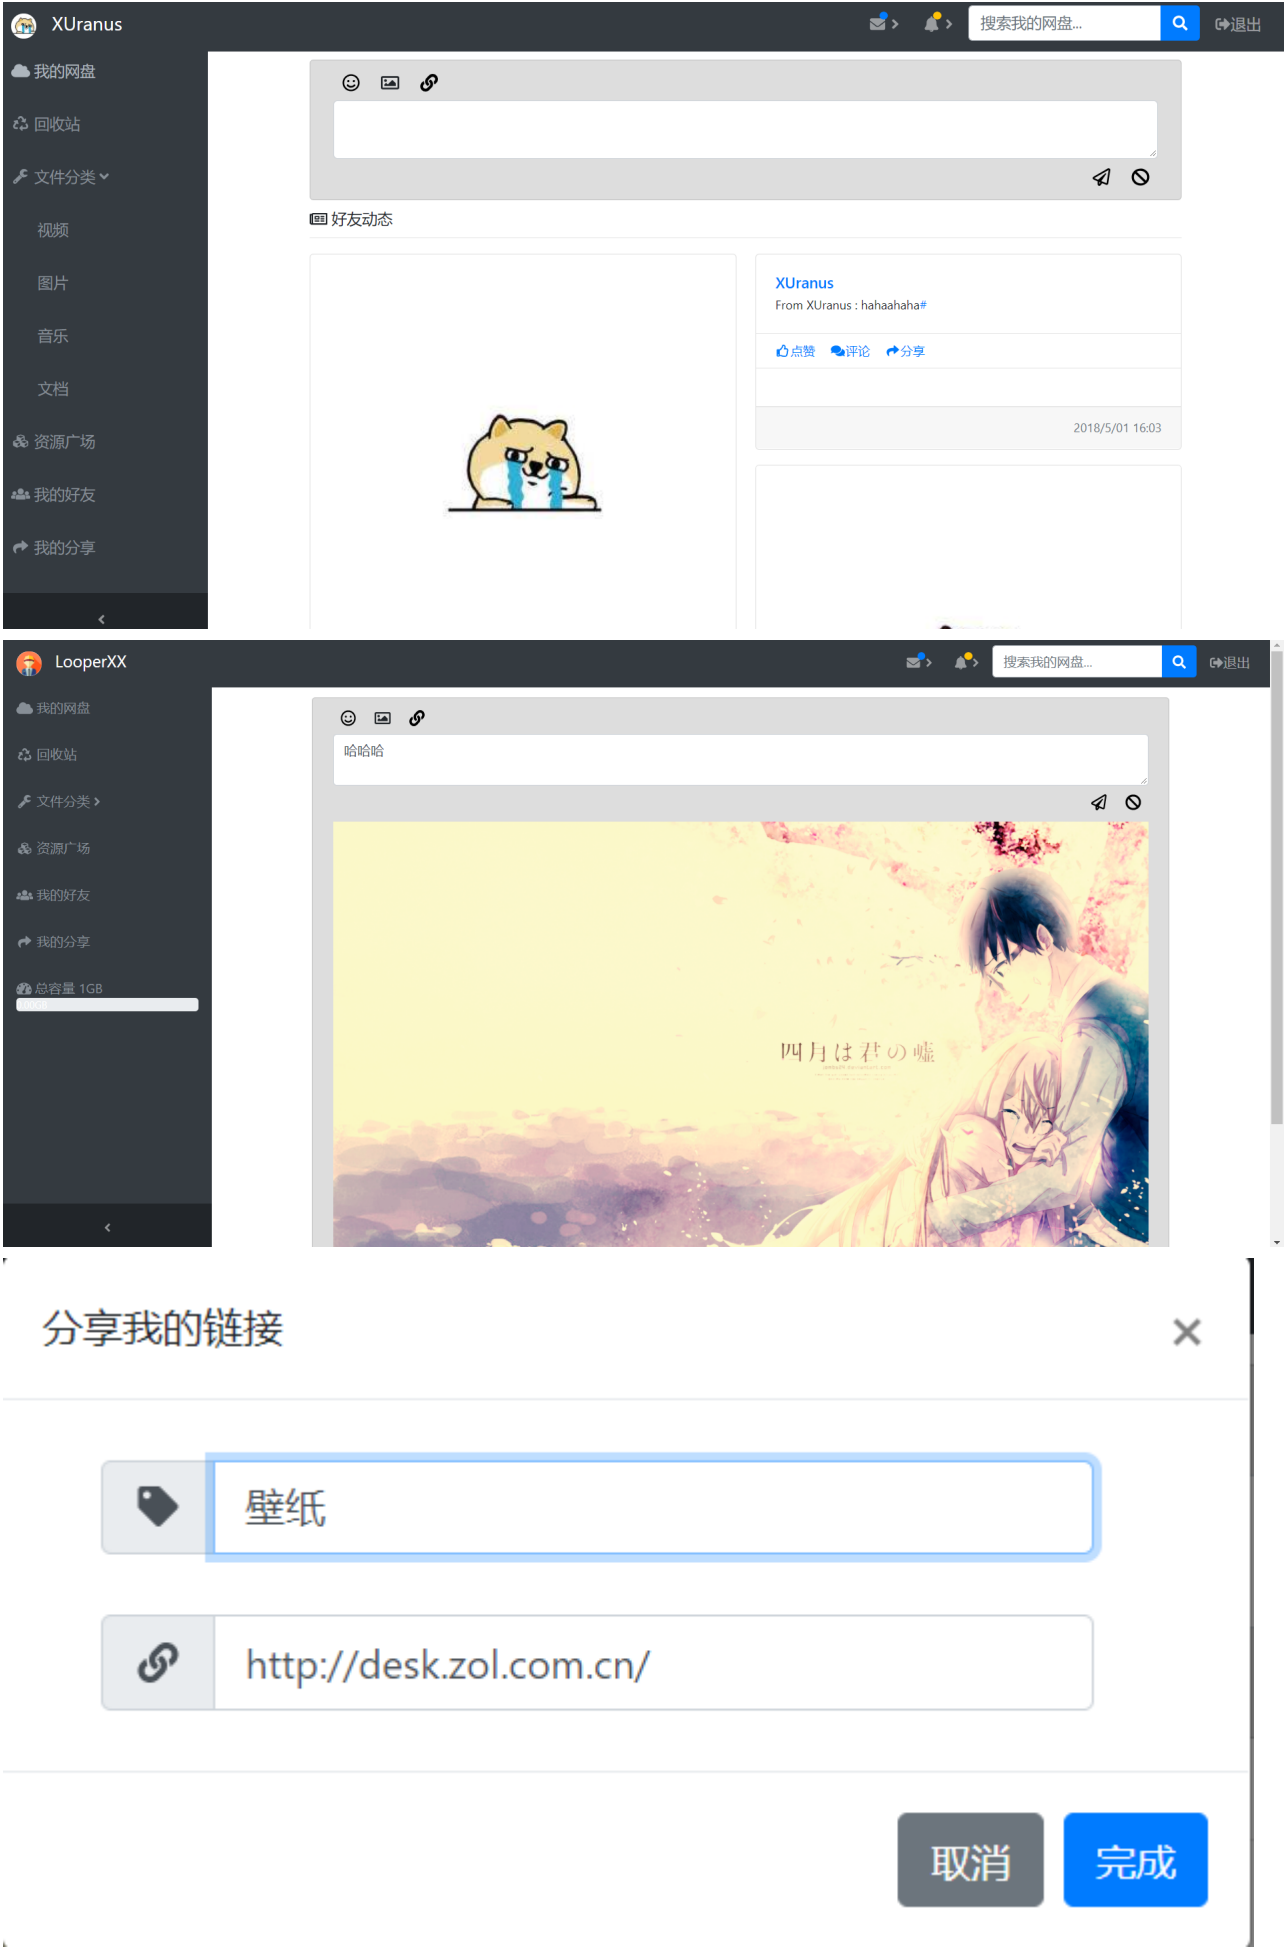 XUranus
搜索我的网盘...
退出
我的网盘
回收站
文件分类
视频
图片
音乐
文档
资源广场
我的好友
我的分享
好友动态
XUranus
From XUranus : hahaahaha#
点赞 评论 分享
2018/5/01 16:03
LooperXX
搜索我的网盘...
退出
我的网盘
回收站
文件分类
资源广场
我的好友
我的分享
总容量 1GB
哈哈哈
四月は君の嘘
分享我的链接
壁纸
http://desk.zol.com.cn/
取消
完成